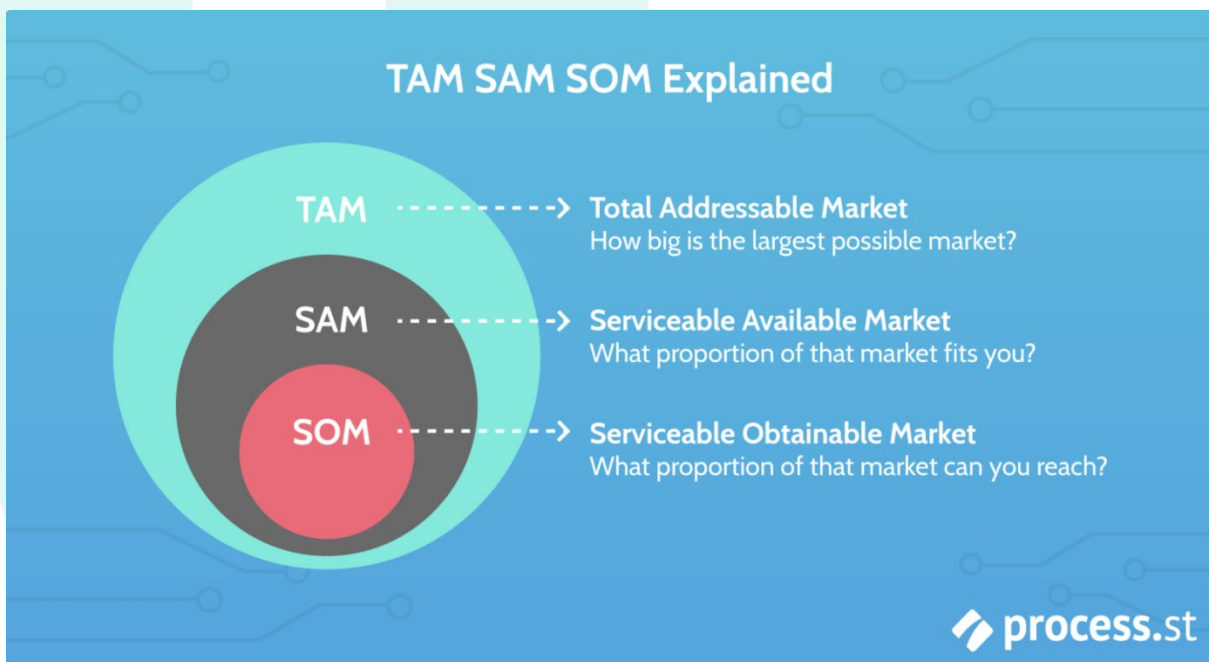 TAM SAM SOM Explained
TAM
Total Addressable Market
How big is the largest possible market?
SAM
Serviceable Available Market
What proportion of that market fits you?
SOM
Serviceable Obtainable Market
What proportion of that market can you reach?
process.st